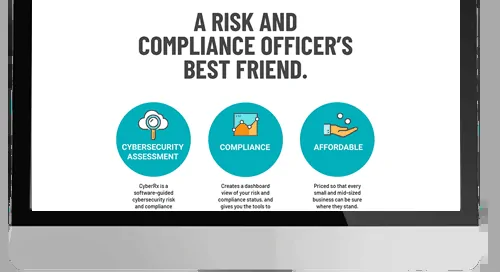 A RISK AND
COMPLIANCE OFFICER'S
BEST FRIEND.
CYBERSECURITY
ASSESSMENT
COMPLIANCE
AFFORDABLE
CyberRx is a
software-guided
cybersecurity risk
and compliance
Creates a dashboard
view of your risk and
compliance status, and
gives you the tools to
Priced so that every
small and mid-sized
business can be sure
where they stand.